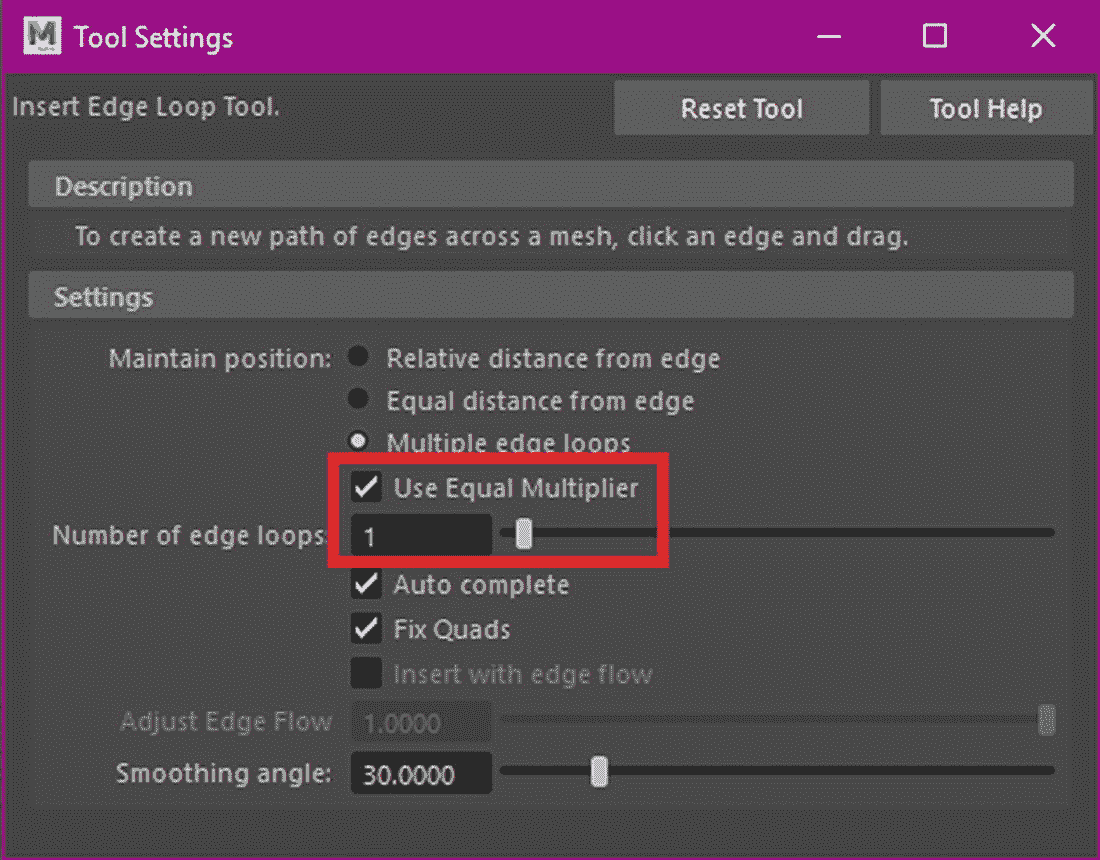 M Tool Settings
Insert Edge Loop Tool. Reset Tool Tool Help
Description
To create a new path of edges across a mesh, click an edge and drag.
Settings
Maintain position: Relative distance from edge
Equal distance from edge
Multiple edge loops
Use Equal Multiplier
Number of edge loops: 1
Auto complete
Fix Quads
Insert with edge flow
Adjust Edge Flow 1.0000
Smoothing angle: 30.0000